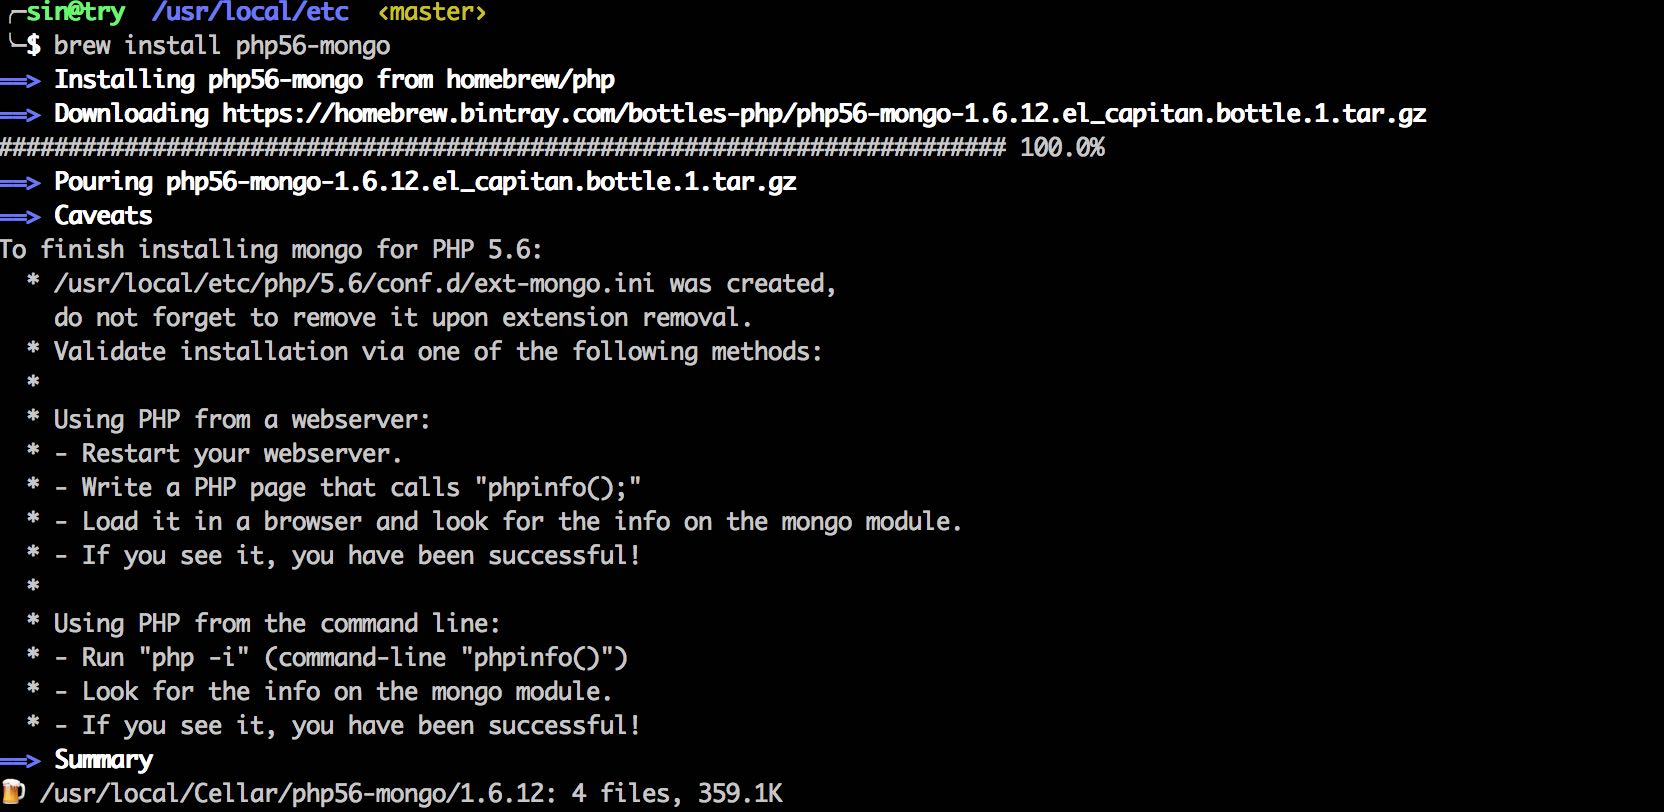 ╭─sin@try /usr/local/etc ‹master›
╰─$ brew install php56-mongo
==> Installing php56-mongo from homebrew/php
==> Downloading https://homebrew.bintray.com/bottles-php/php56-mongo-1.6.12.el_capitan.bottle.1.tar.gz
######################################################################## 100.0%
==> Pouring php56-mongo-1.6.12.el_capitan.bottle.1.tar.gz
==> Caveats
To finish installing mongo for PHP 5.6:
  * /usr/local/etc/php/5.6/conf.d/ext-mongo.ini was created,
    do not forget to remove it upon extension removal.
  * Validate installation via one of the following methods:
  *
  * Using PHP from a webserver:
  * - Restart your webserver.
  * - Write a PHP page that calls "phpinfo();"
  * - Load it in a browser and look for the info on the mongo module.
  * - If you see it, you have been successful!
  *
  * Using PHP from the command line:
  * - Run "php -i" (command-line "phpinfo()")
  * - Look for the info on the mongo module.
  * - If you see it, you have been successful!
==> Summary
🍺 /usr/local/Cellar/php56-mongo/1.6.12: 4 files, 359.1K